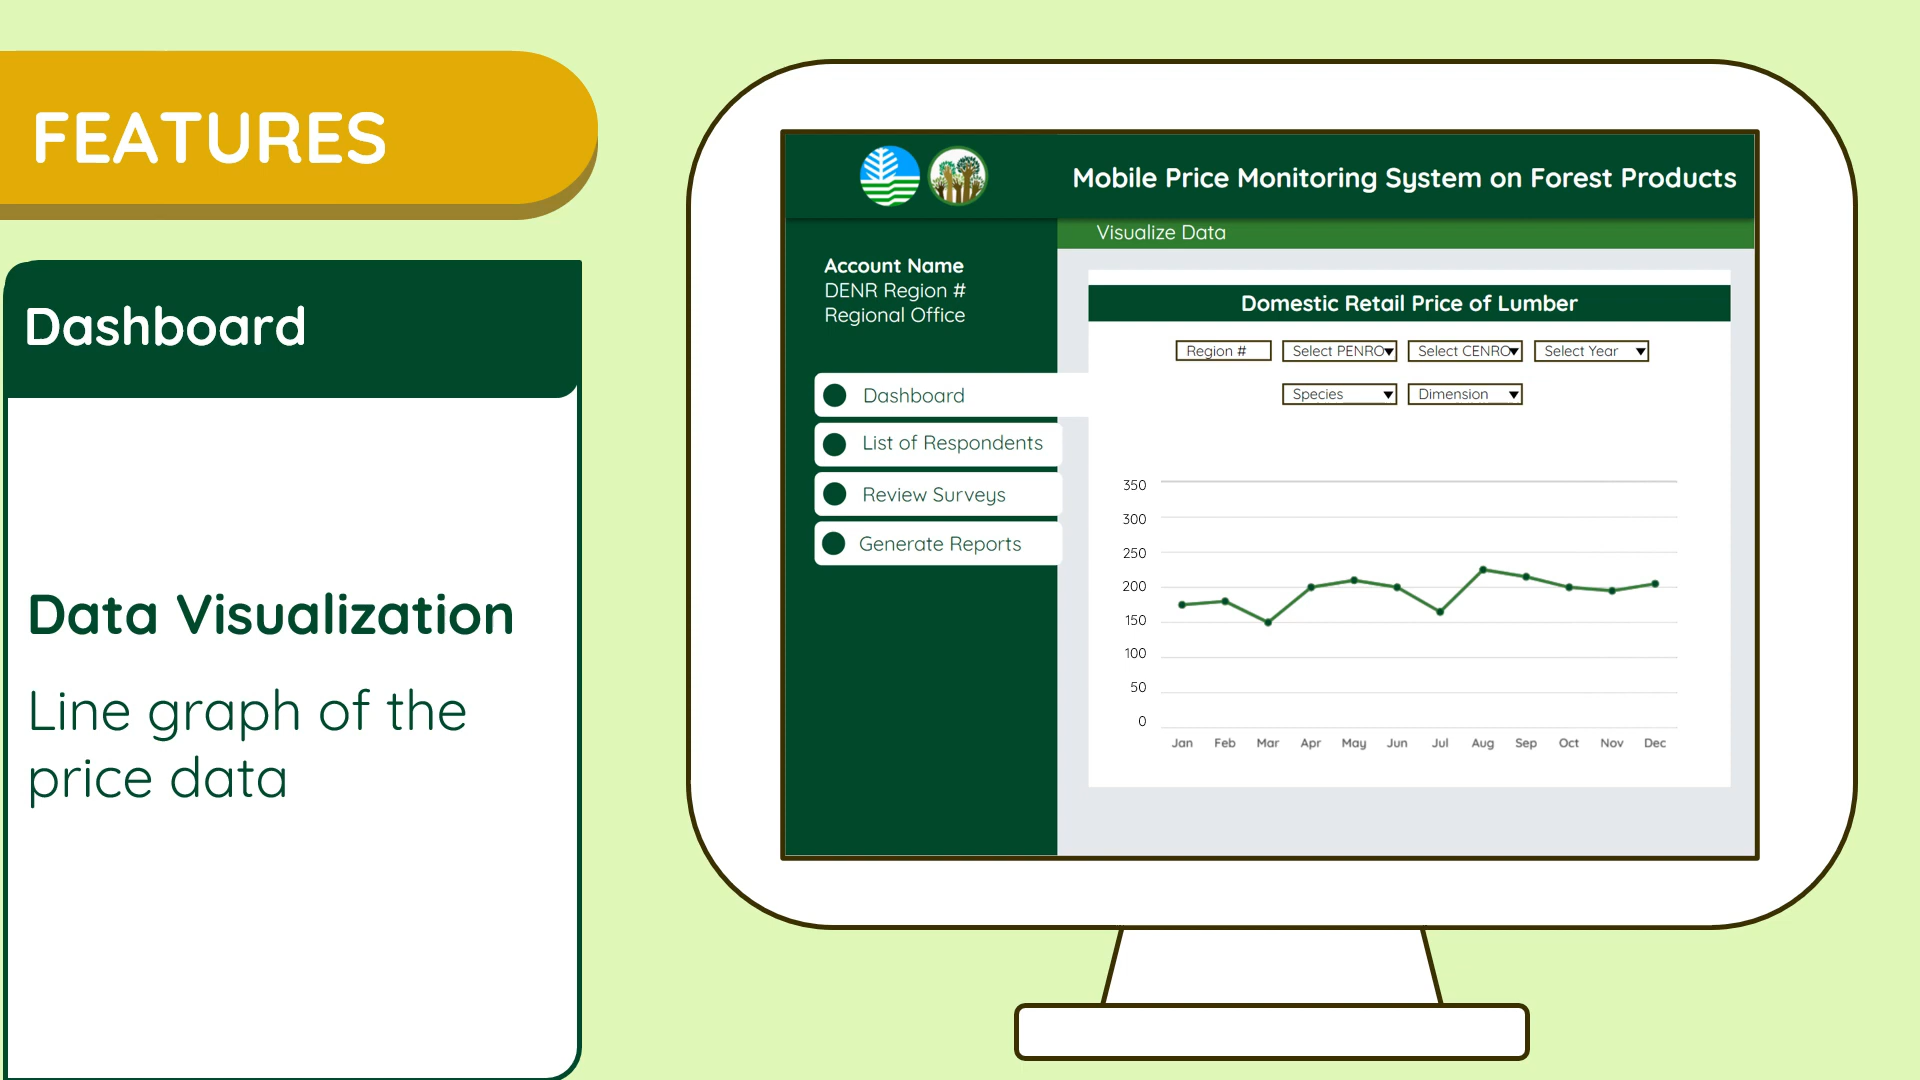 FEATURES
Dashboard
Data Visualization
Line graph of the
price data
Mobile Price Monitoring System on Forest Products
Visualize Data
Account Name
DENR Region #
Regional Office
Dashboard
List of Respondents
Review Surveys
Generate Reports
Domestic Retail Price of Lumber
Region # Select PENRO Select CENRO Select Year
Species Dimension
350
300
250
200
150
100
50
0
Jan Feb Mar Apr May Jun Jul Aug Sep Oct Nov Dec